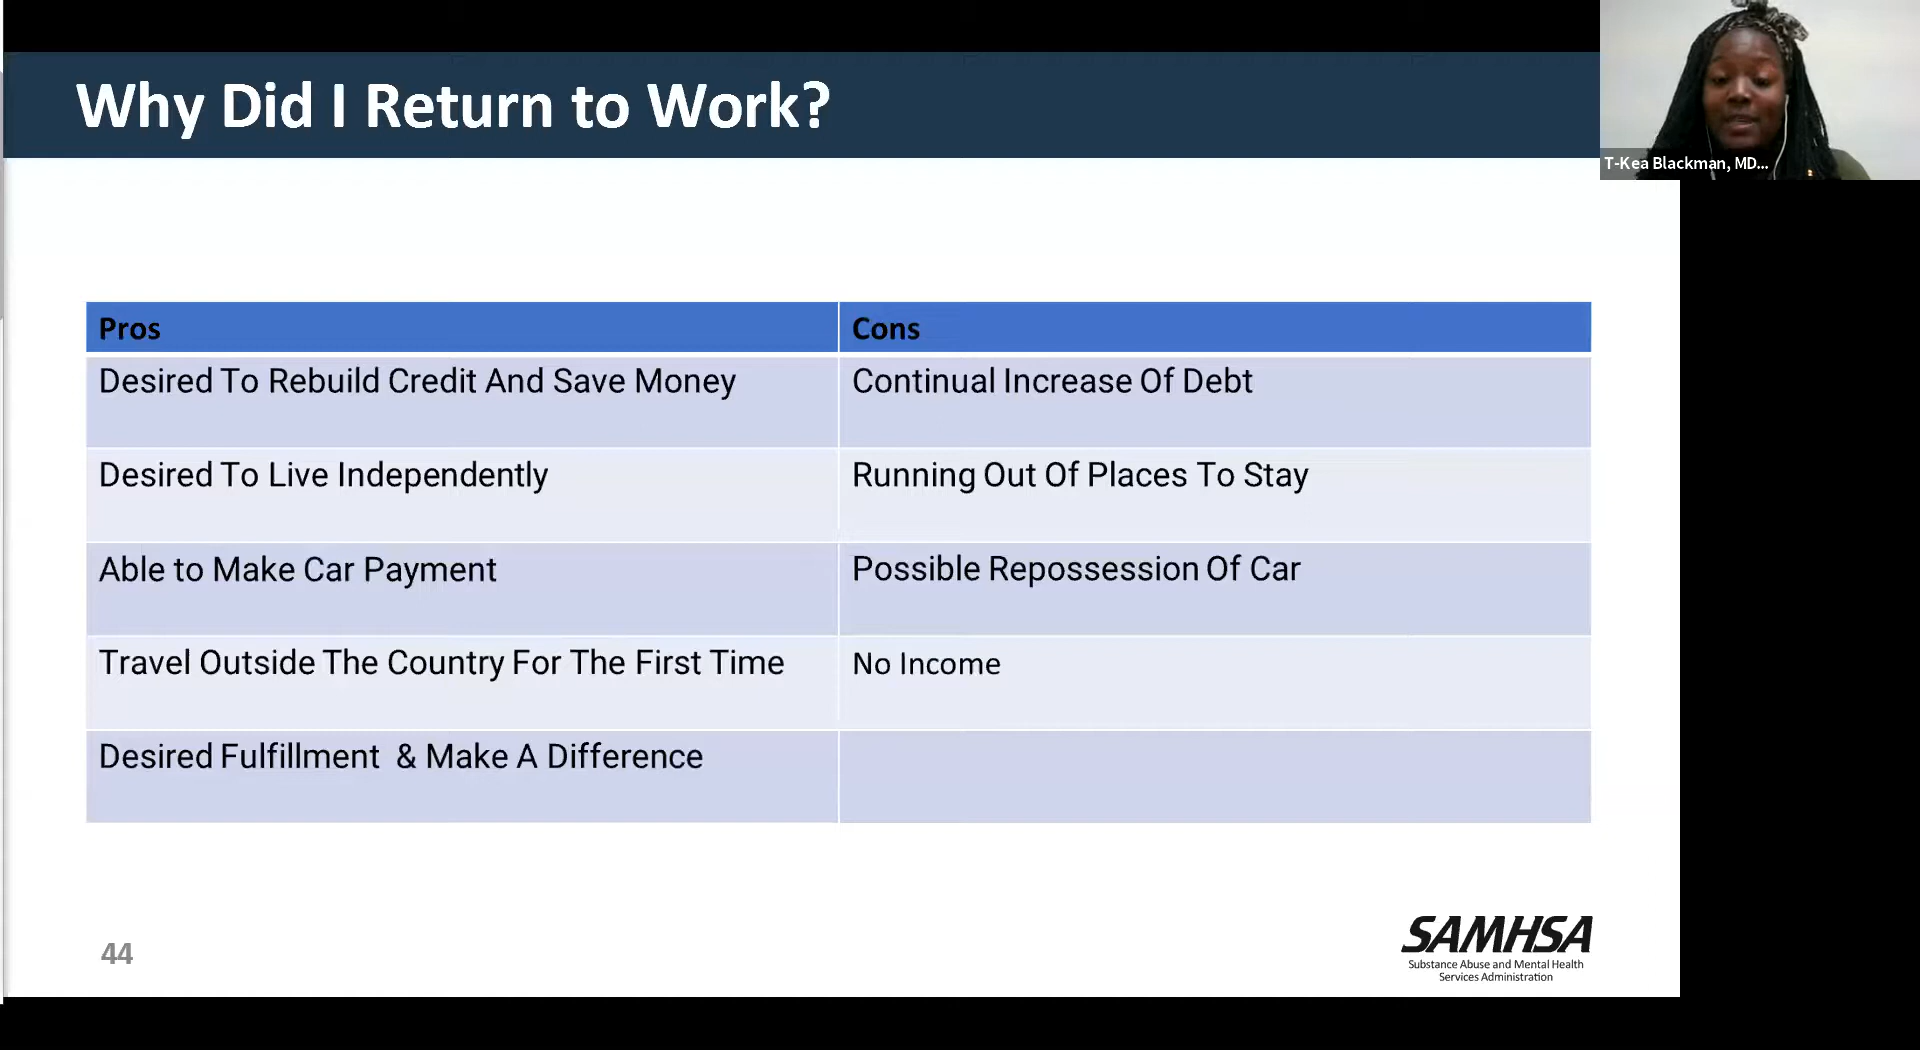 Why Did I Return to Work?
T-Kea Blackman, MD...
Pros
Cons
Desired To Rebuild Credit And Save Money
Continual Increase Of Debt
Desired To Live Independently
Running Out Of Places To Stay
Able to Make Car Payment
Possible Repossession Of Car
Travel Outside The Country For The First Time
No Income
Desired Fulfillment & Make A Difference
44
SAMHSA
Substance Abuse and Mental Health
Services Administration